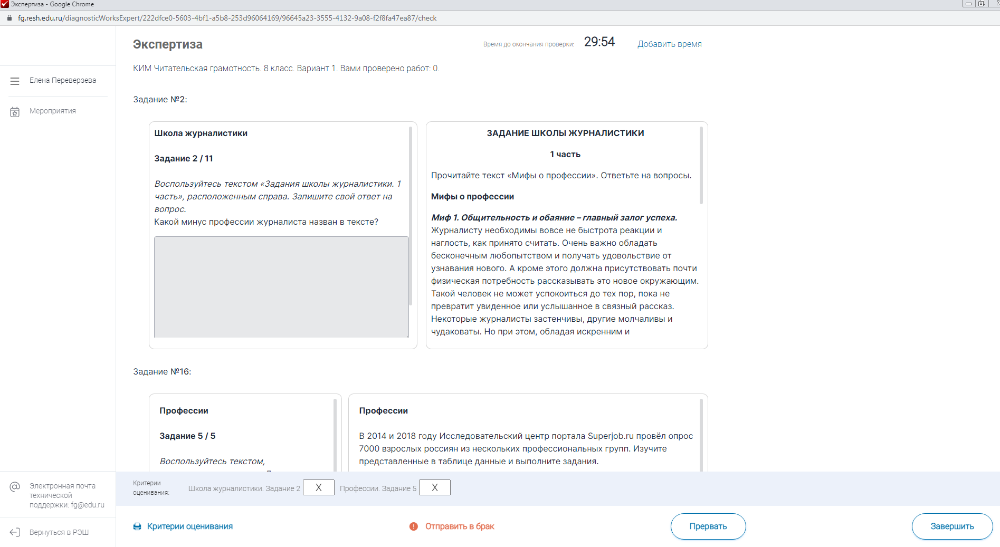 Экспертиза - Google Chrome
fg.resh.edu.ru/diagnosticWorksExpert/222dfce0-5603-4bf1-a5b8-253d96064169/96645a23-3555-4132-9a08-f2f8fa47ea87/check
Елена Переверзева
Мероприятия
Экспертиза
Время до окончания проверки:
29:54
Добавить время
КИМ Читательская грамотность. 8 класс. Вариант 1. Вами проверено работ: 0.
Задание №2:
Школа журналистики
Задание 2 / 11
Воспользуйтесь текстом «Задания школы журналистики. 1
часть», расположенным справа. Запишите свой ответ на
вопрос.
Какой минус профессии журналиста назван в тексте?
ЗАДАНИЕ ШКОЛЫ ЖУРНАЛИСТИКИ
1 часть
Прочитайте текст «Мифы о профессии». Ответьте на вопросы.
Мифы о профессии
Миф 1. Общительность и обаяние – главный залог успеха.
Журналисту необходимы вовсе не быстрота реакции и
наглость, как принято считать. Очень важно обладать
бесконечным любопытством и получать удовольствие от
узнавания нового. А кроме этого должна присутствовать почти
физическая потребность рассказывать это новое окружающим.
Такой человек не может успокоиться до тех пор, пока не
превратит увиденное или услышанное в связный рассказ.
Некоторые журналисты застенчивы, другие молчаливы и
чудаковаты. Но при этом, обладая искренним и
Задание №16:
Профессии
Задание 5 / 5
Воспользуйтесь текстом,
Профессии
В 2014 и 2018 году Исследовательский центр портала Superjob.ru провёл опрос
7000 взрослых россиян из нескольких профессиональных групп. Изучите
представленные в таблице данные и выполните задания.
Критерии
оценивания:
Школа журналистики. Задание 2
X
Профессии. Задание 5
X
Критерии оценивания
Отправить в брак
Прервать
Завершить
Электронная почта
технической
поддержки: fg@edu.ru
Вернуться в РЭШ